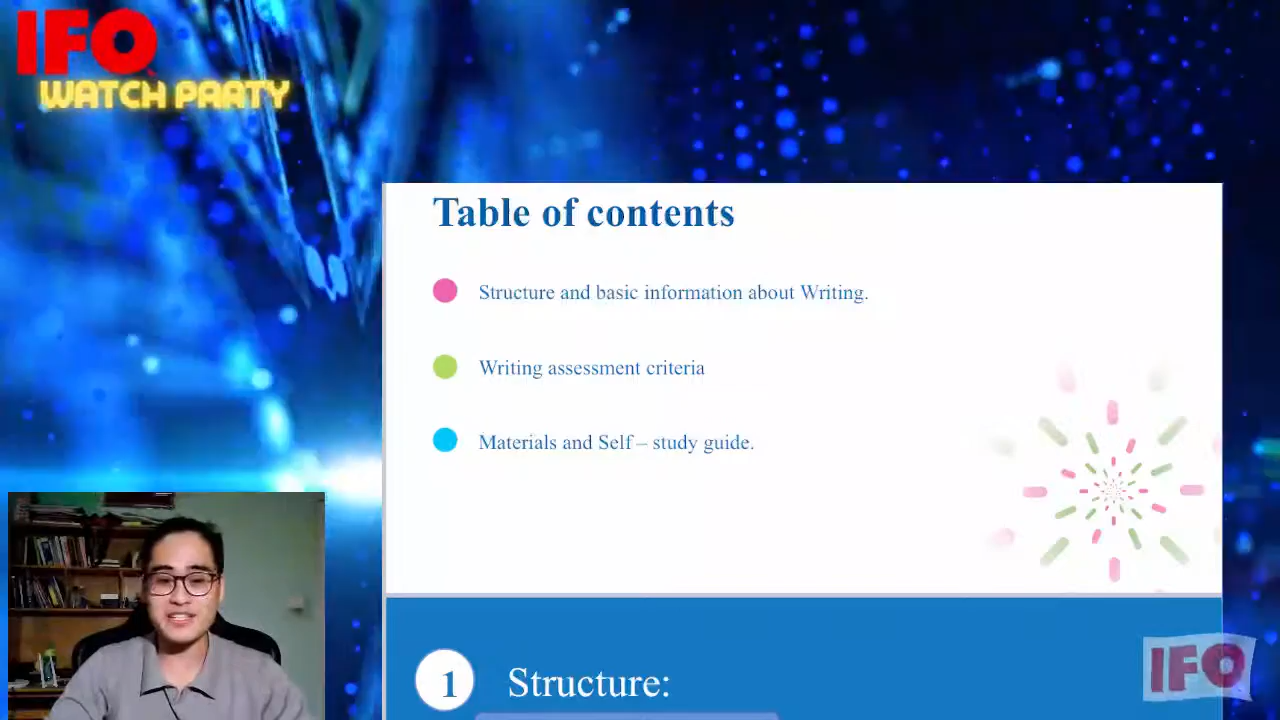 IFO
WATCH PARTY
Table of contents
Structure and basic information about Writing.
Writing assessment criteria
Materials and Self – study guide.
1 Structure:
IFO